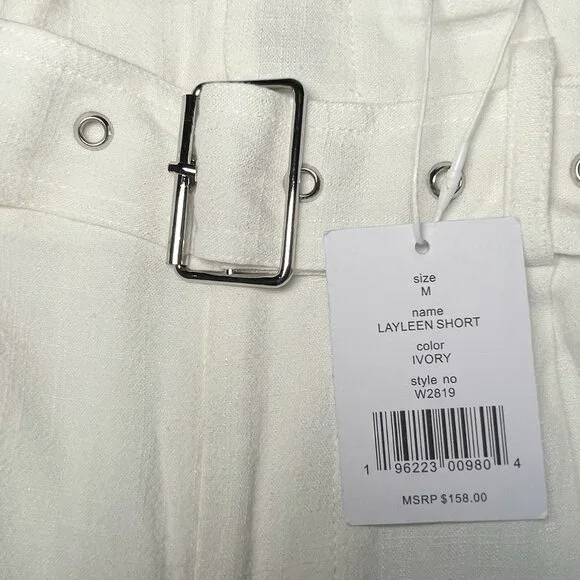 size
M
name
LAYLEEN SHORT
color
IVORY
style no
W2819
1 96223 00980 4
MSRP $158.00